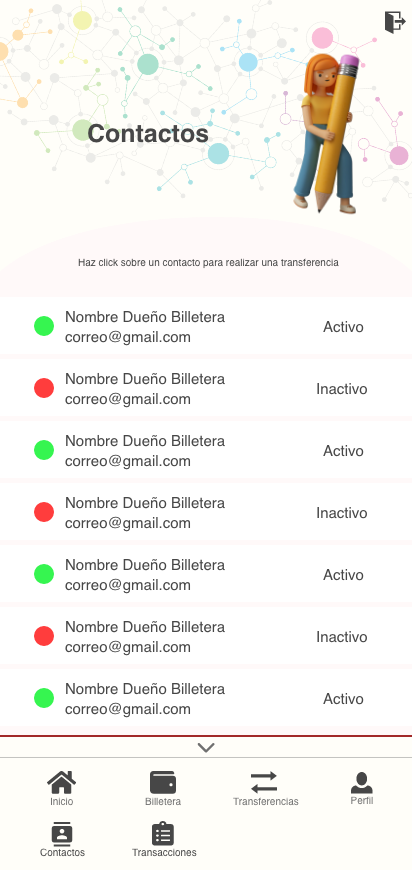 Contactos
Haz click sobre un contacto para realizar una transferencia
Nombre Dueño Billetera
correo@gmail.com
Activo
Nombre Dueño Billetera
correo@gmail.com
Inactivo
Nombre Dueño Billetera
correo@gmail.com
Activo
Nombre Dueño Billetera
correo@gmail.com
Inactivo
Nombre Dueño Billetera
correo@gmail.com
Activo
Nombre Dueño Billetera
correo@gmail.com
Inactivo
Nombre Dueño Billetera
correo@gmail.com
Activo
Inicio
Billetera
Transferencias
Perfil
Contactos
Transacciones